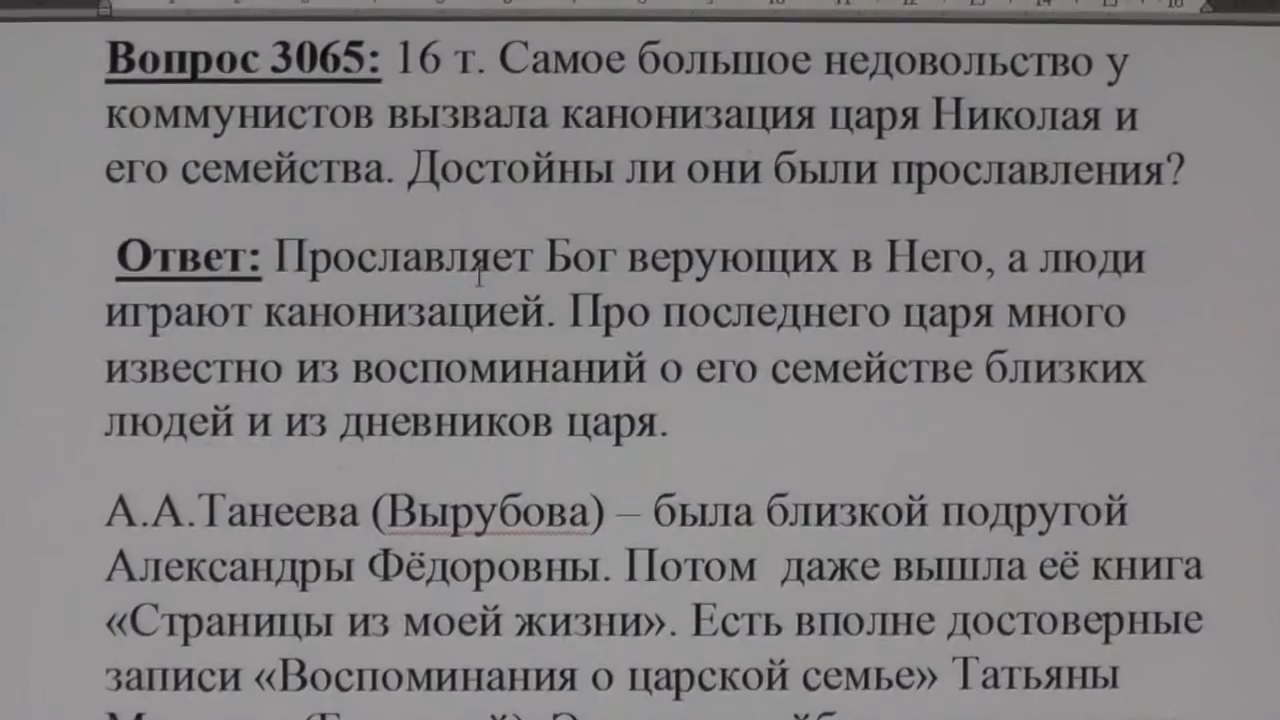 Вопрос 3065: 16 т. Самое большое недовольство у
коммунистов вызвала канонизация царя Николая и
его семейства. Достойны ли они были прославления?
Ответ: Прославляет Бог верующих в Него, а люди
играют канонизацией. Про последнего царя много
известно из воспоминаний о его семействе близких
людей и из дневников царя.
А.А.Танеева (Вырубова) – была близкой подругой
Александры Фёдоровны. Потом  даже вышла её книга
«Страницы из моей жизни». Есть вполне достоверные
записи «Воспоминания о царской семье» Татьяны